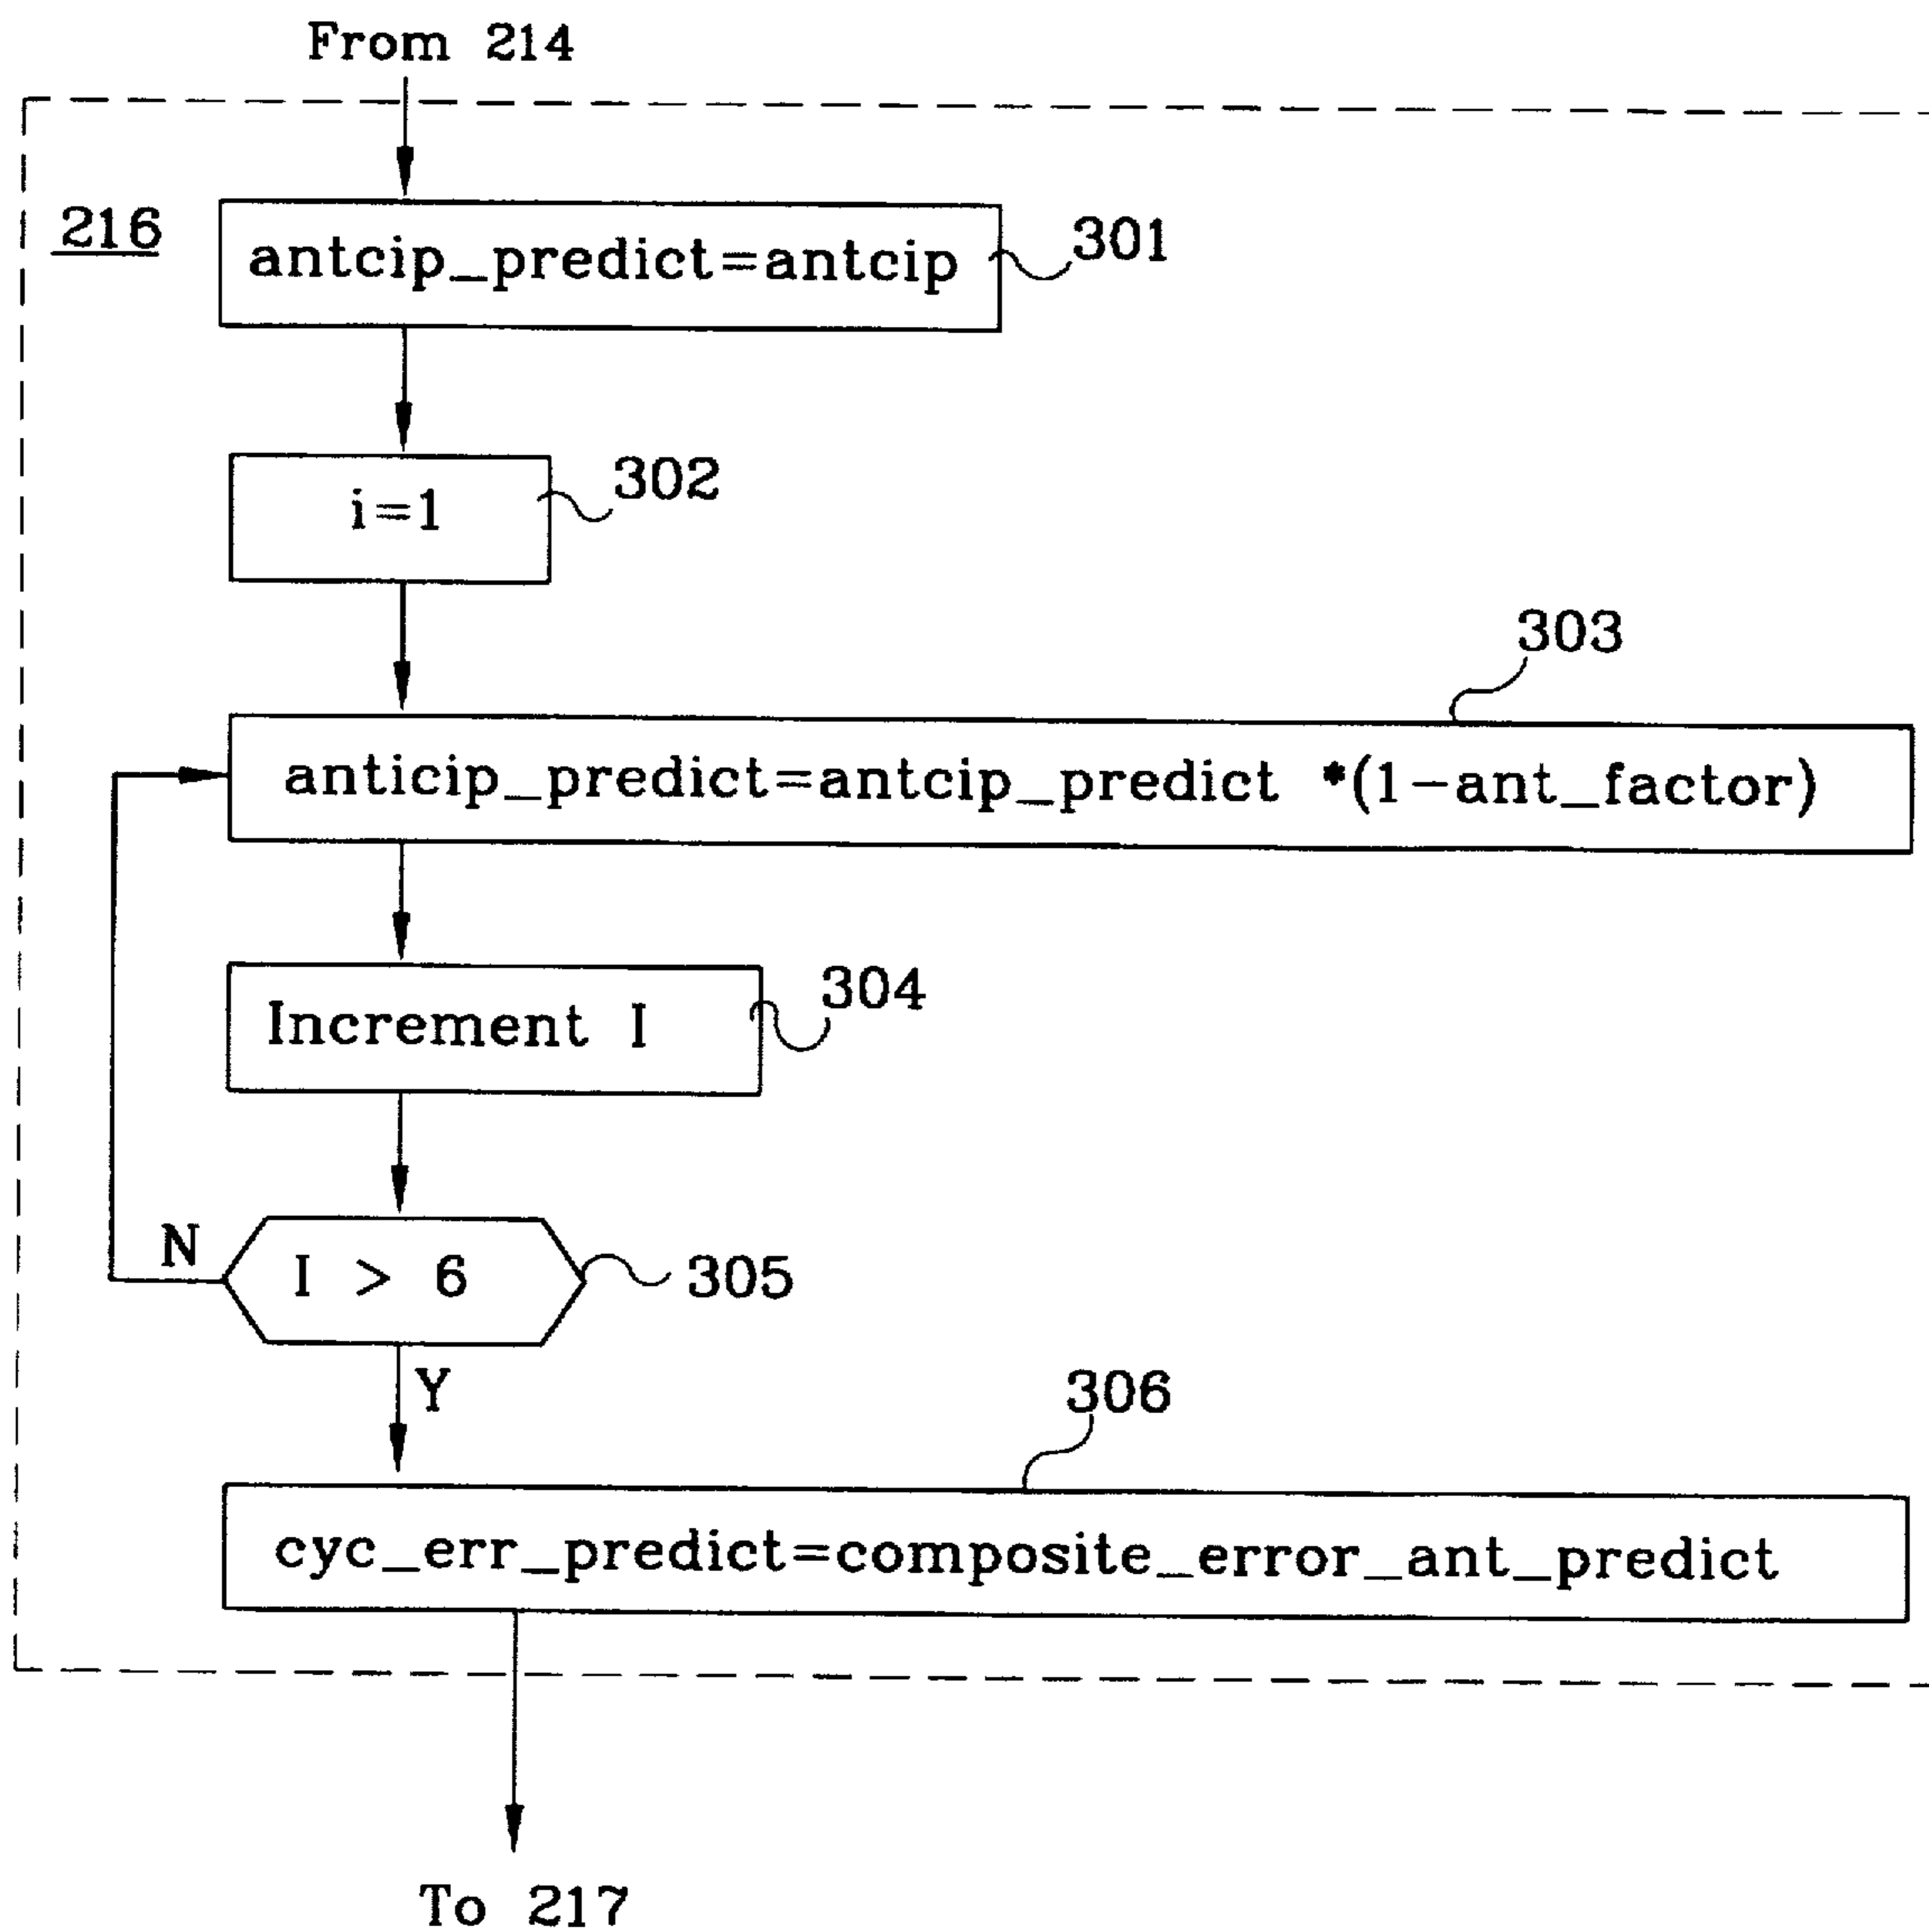 From 214
216
antcip_predict=antcip
301
i=1
302
303
anticip_predict=antcip_predict *(1-ant_factor)
Increment I
304
N
I > 6
305
Y
306
cyc_err_predict=composite_error_ant_predict
To 217